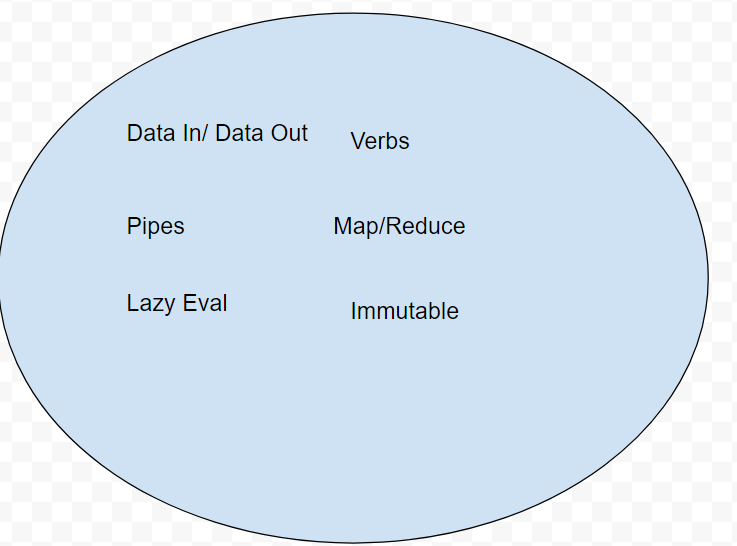 Data In/ Data Out
Verbs
Pipes
Map/Reduce
Lazy Eval
Immutable